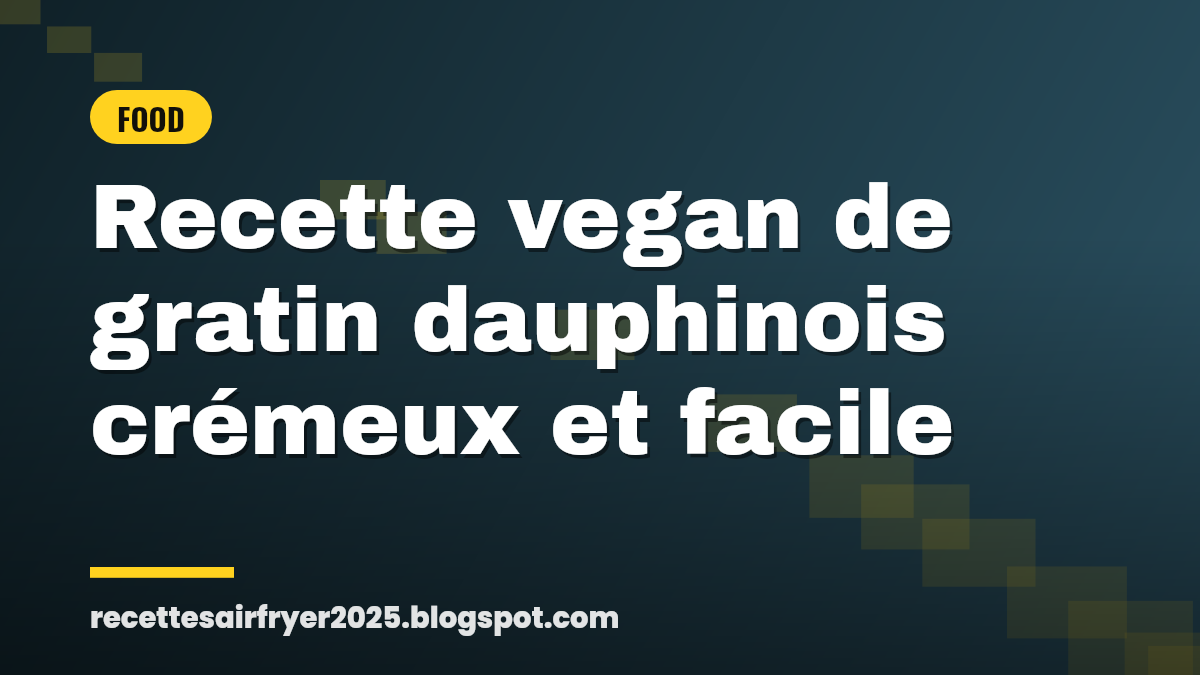 FOOD
Recette vegan de
gratin dauphinois
crémeux et facile
recettesairfryer2025.blogspot.com